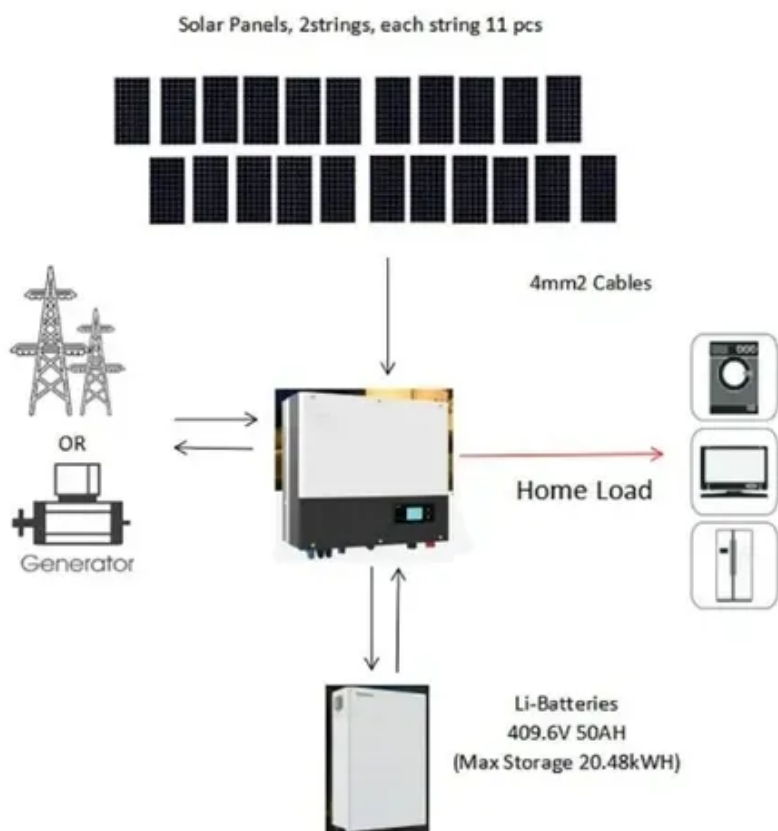 Solar Panels, 2strings, each string 11 pcs
4mm2 Cables
OR
Generator
Home Load
Li-Batteries
409.6V 50AH
(Max Storage 20.48kWH)